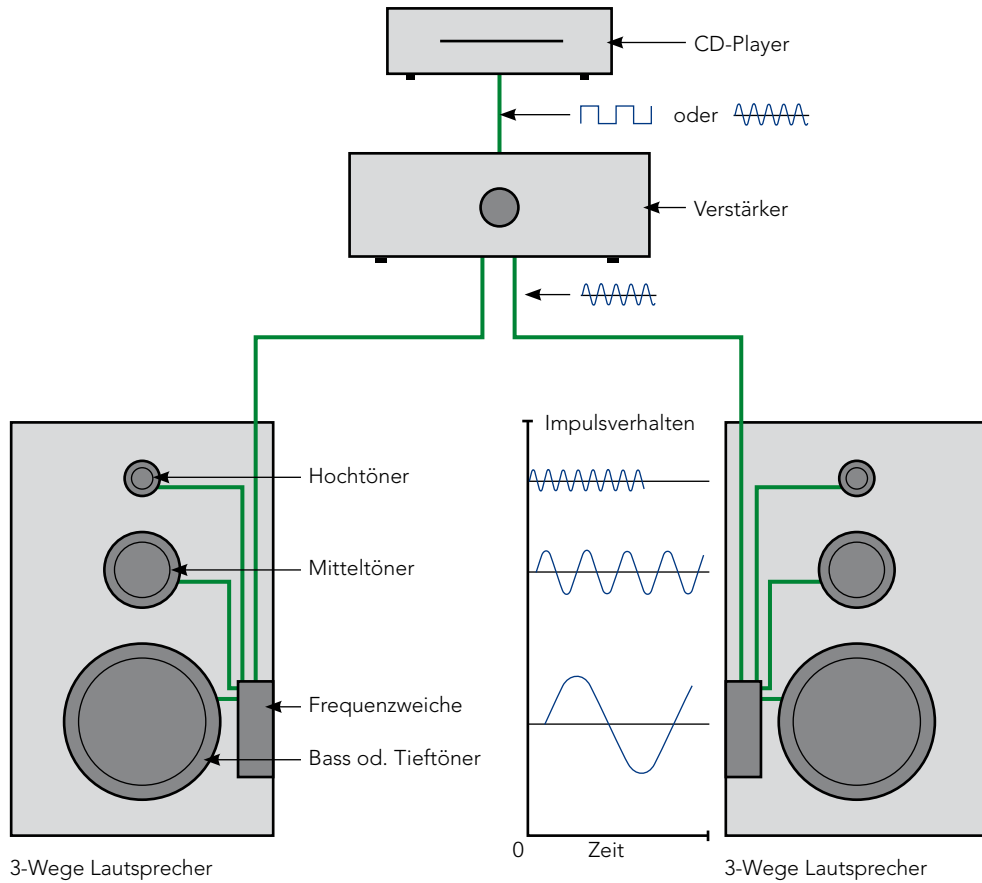 CD-Player
oder
Verstärker
Impulsverhalten
Hochtöner
Mitteltöner
Frequenzweiche
Bass od. Tieftöner
0 Zeit
3-Wege Lautsprecher
3-Wege Lautsprecher